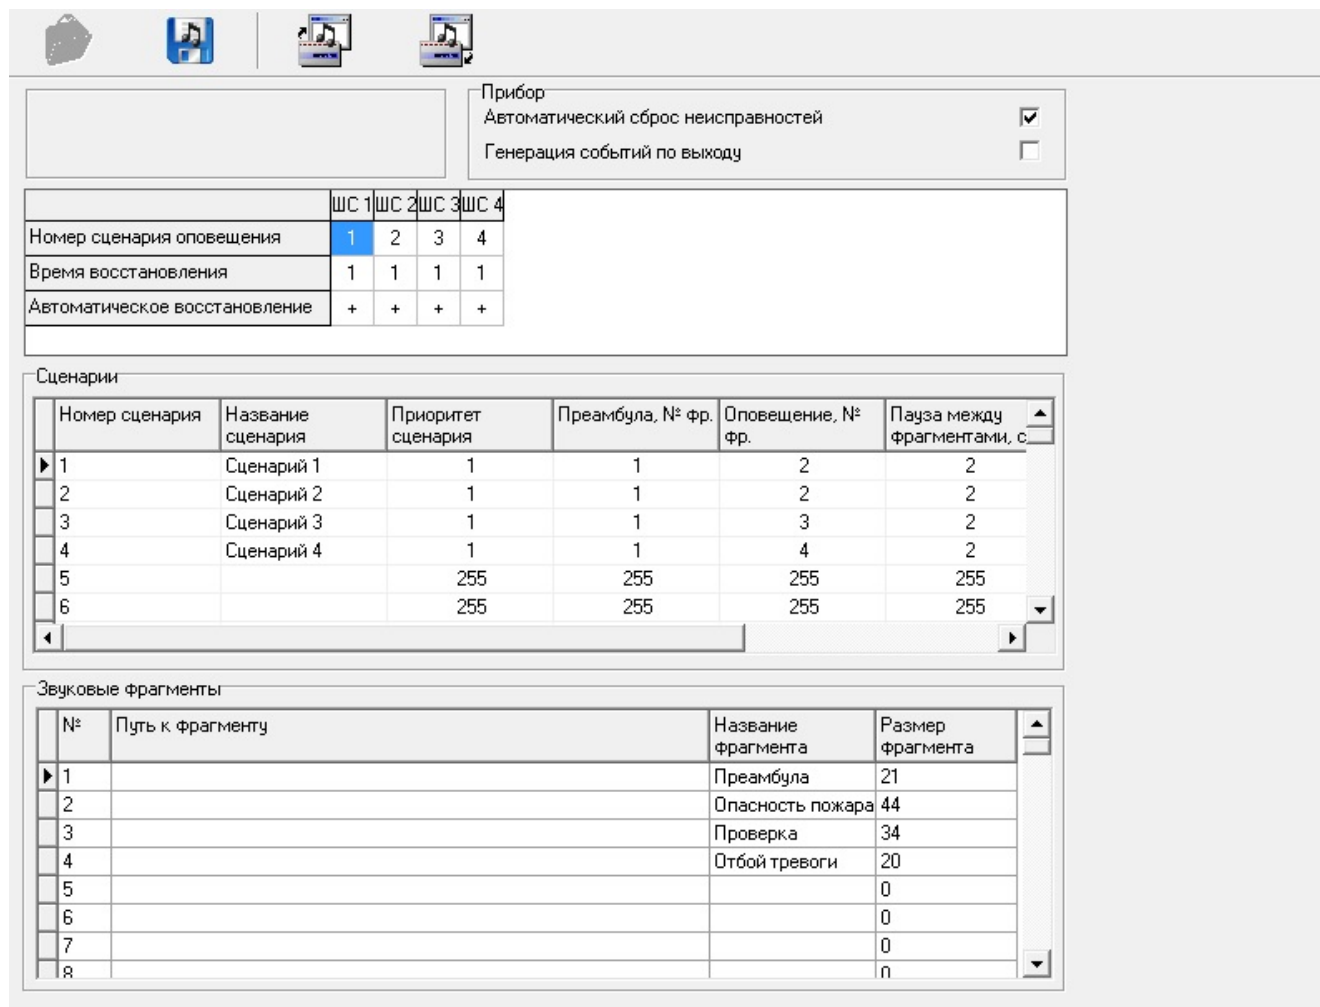 Прибор
Автоматический сброс неисправностей
Генерация событий по выходу
ШС 1 ШС 2 ШС 3 ШС 4
Номер сценария оповещения 1 2 3 4
Время восстановления 1 1 1 1
Автоматическое восстановление + + + +
Сценарии
Номер сценария Название сценария Приоритет сценария Преамбула, № фр. Оповещение, № фр. Пауза между фрагментами, с
1 Сценарий 1 1 1 2 2
2 Сценарий 2 1 1 2 2
3 Сценарий 3 1 1 3 2
4 Сценарий 4 1 1 4 2
5 255 255 255 255
6 255 255 255 255
Звуковые фрагменты
№ Путь к фрагменту Название фрагмента Размер фрагмента
1 Преамбула 21
2 Опасность пожара 44
3 Проверка 34
4 Отбой тревоги 20
5 0
6 0
7 0
8 0